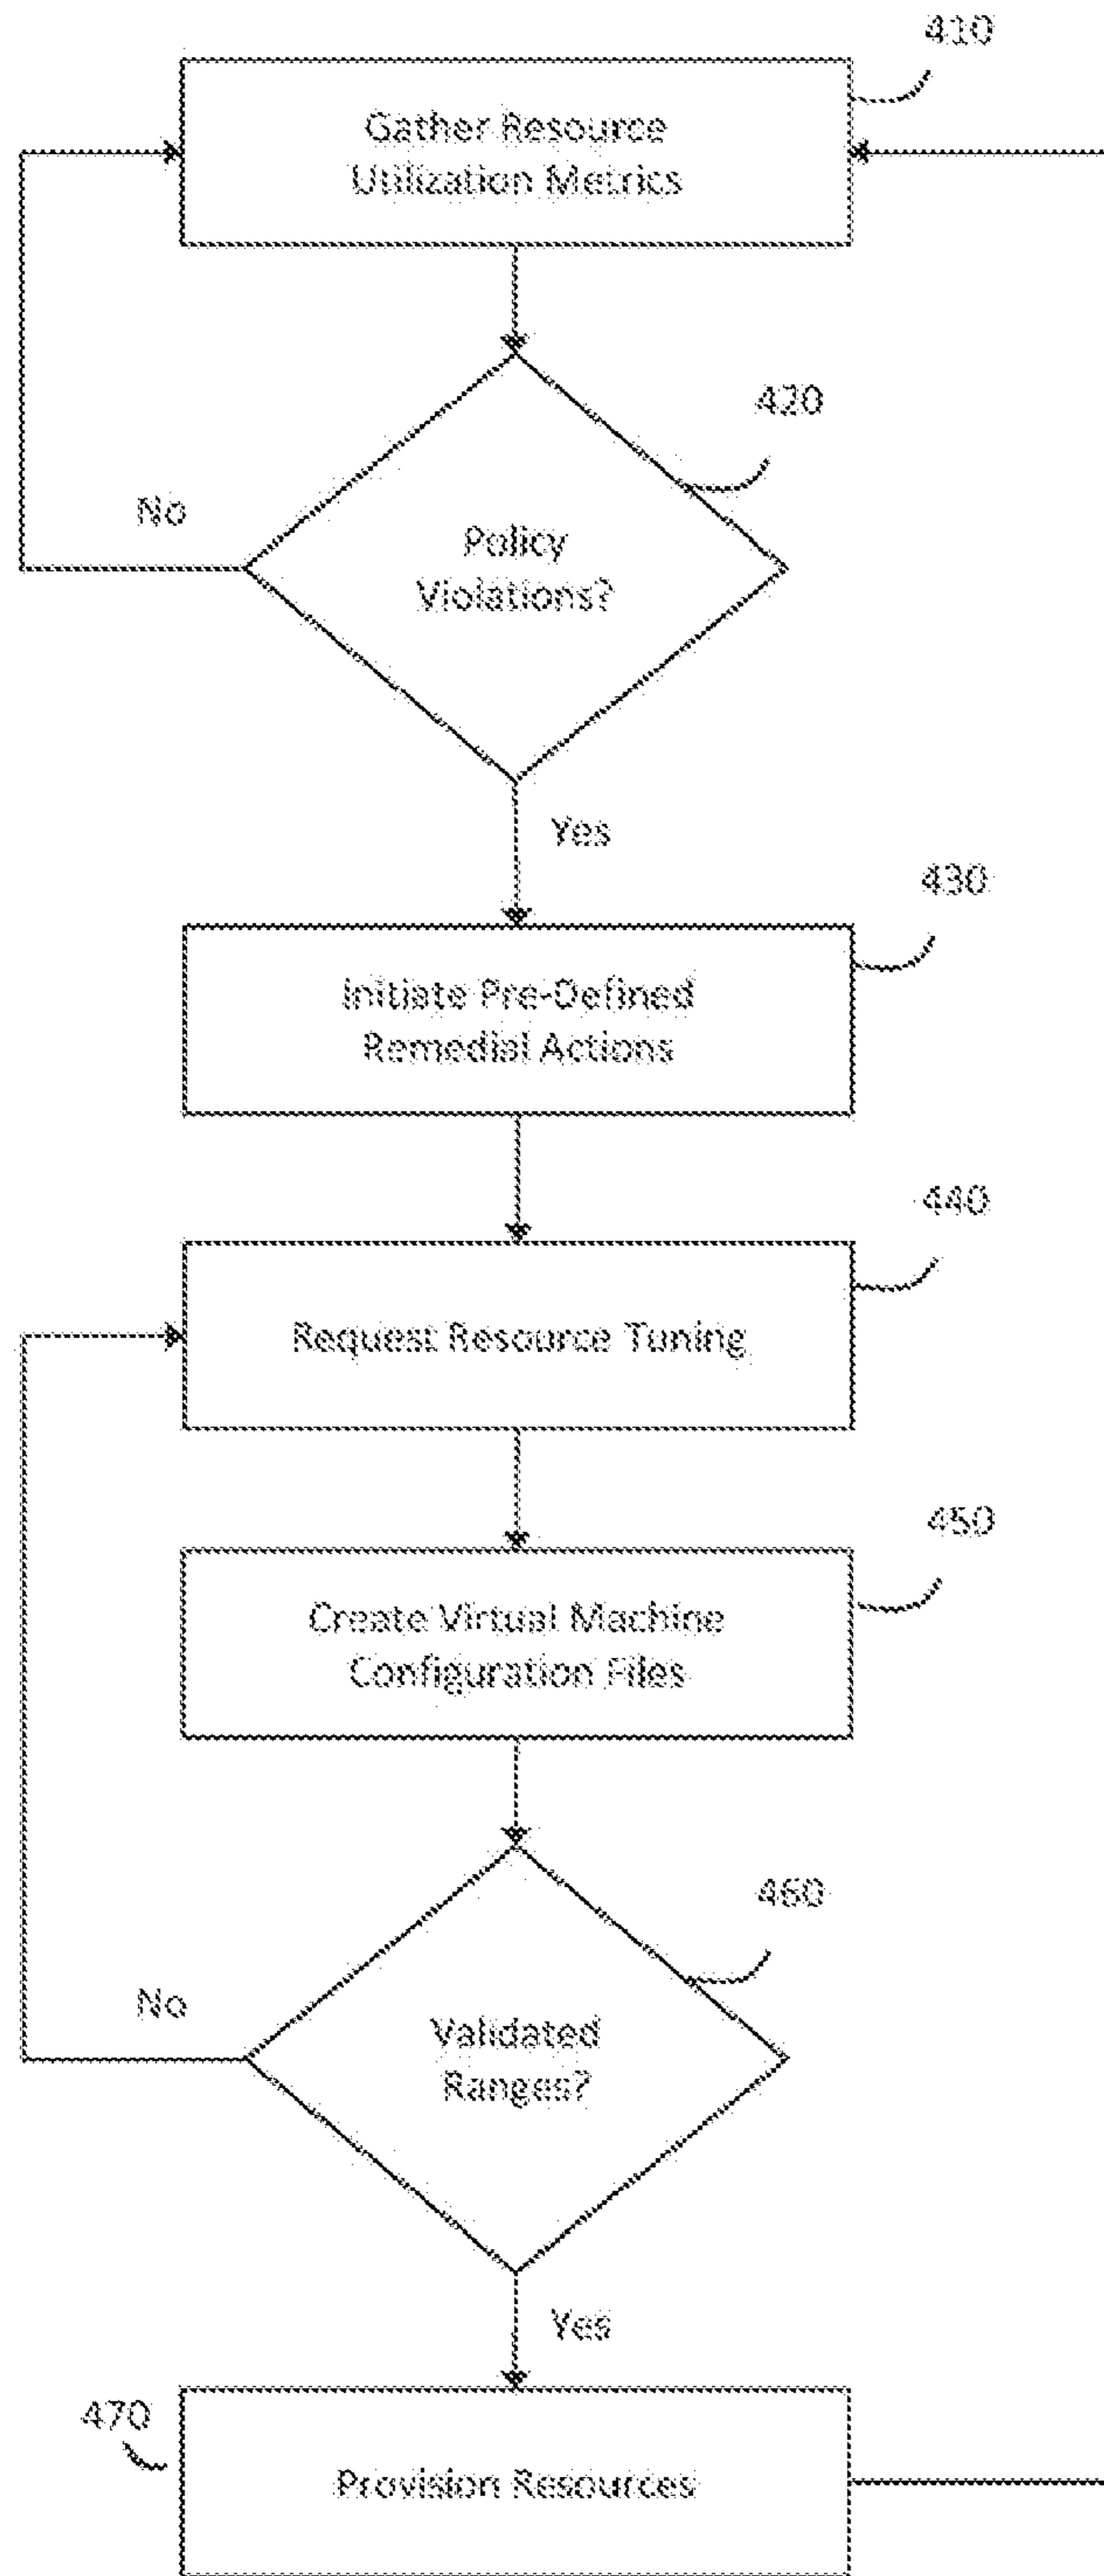 410
Gather Resource
Utilization Metrics
420
No
Policy
Violations?
Yes
430
Initiate Pre-Defined
Remedial Actions
440
Request Resource Tuning
450
Create Virtual Machine
Configuration Files
460
No
Validated
Ranges?
Yes
470
Provision Resources